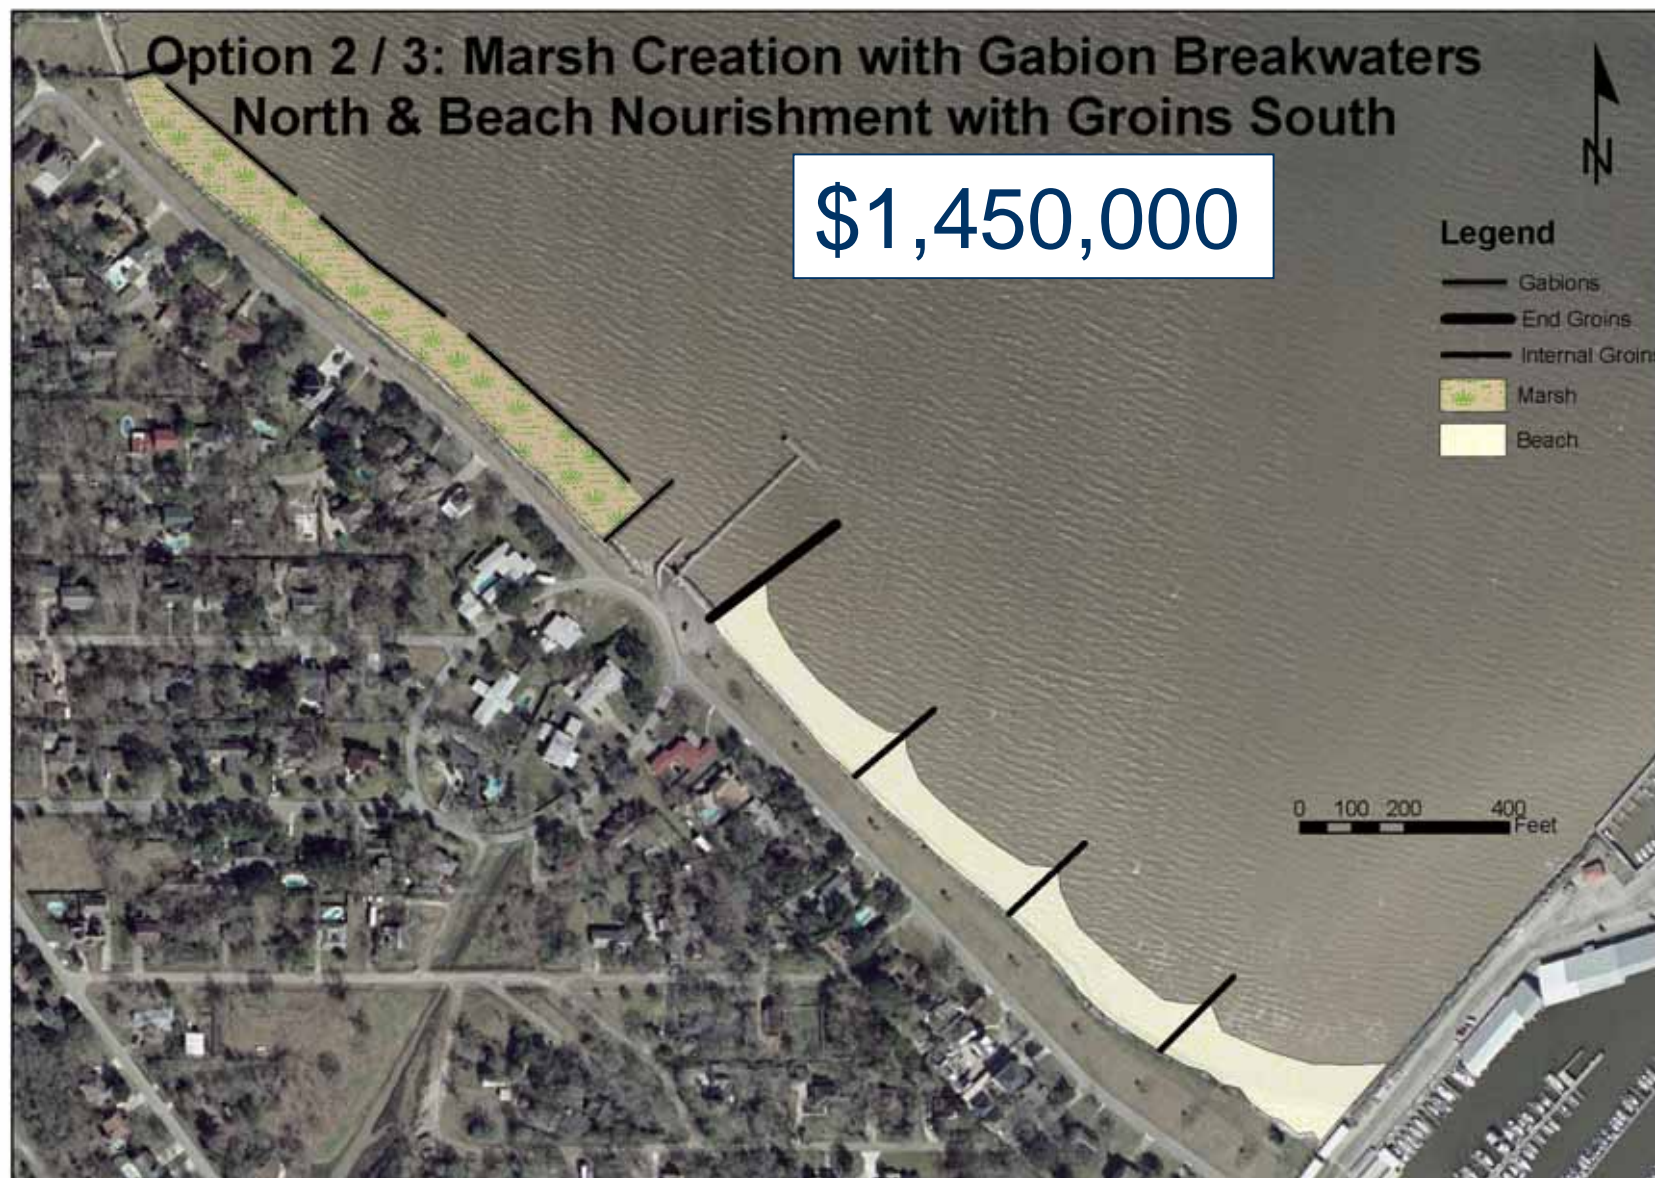 Option 2 / 3: Marsh Creation with Gabion Breakwaters
North & Beach Nourishment with Groins South
$1,450,000
N
Legend
Gabions
End Groins
Internal Groins
Marsh
Beach
0 100 200 400
Feet